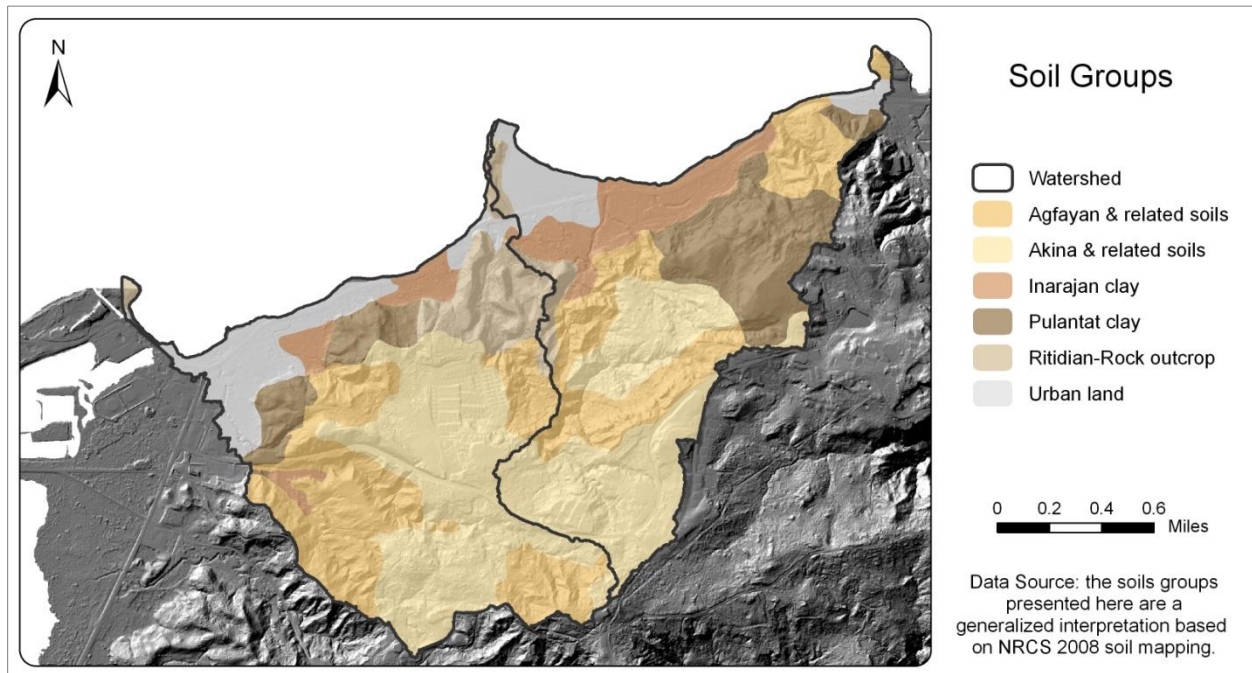 N
Soil Groups
Watershed
Agfayan & related soils
Akina & related soils
Inarajan clay
Pulantat clay
Ritidian-Rock outcrop
Urban land
0 0.2 0.4 0.6
Miles
Data Source: the soils groups
presented here are a
generalized interpretation based
on NRCS 2008 soil mapping.